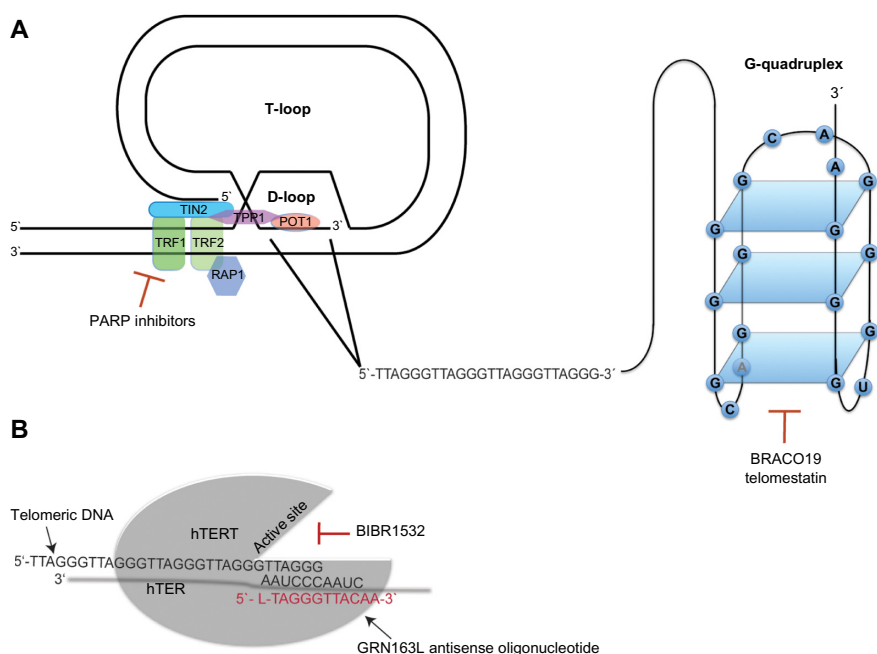 A
G-quadruplex
3´
T-loop
5`
D-loop
TIN2
TPP1
POT1
3`
5`
TRF1
TRF2
3`
RAP1
PARP inhibitors
5`-TTAGGGTTAGGGTTAGGGTTAGGG-3´
C
A
A
G
G
G
G
G
G
G
G
G
G
A
G
G
U
C
BRACO19
telomestatin
B
Telomeric DNA
hTERT
Active site
BIBR1532
5‘-TTAGGGTTAGGGTTAGGGTTAGGGTTAGGG
3‘
hTER
AAUCCCAAUC
5‘- L-TAGGGTTACAA-3‘
GRN163L antisense oligonucleotide